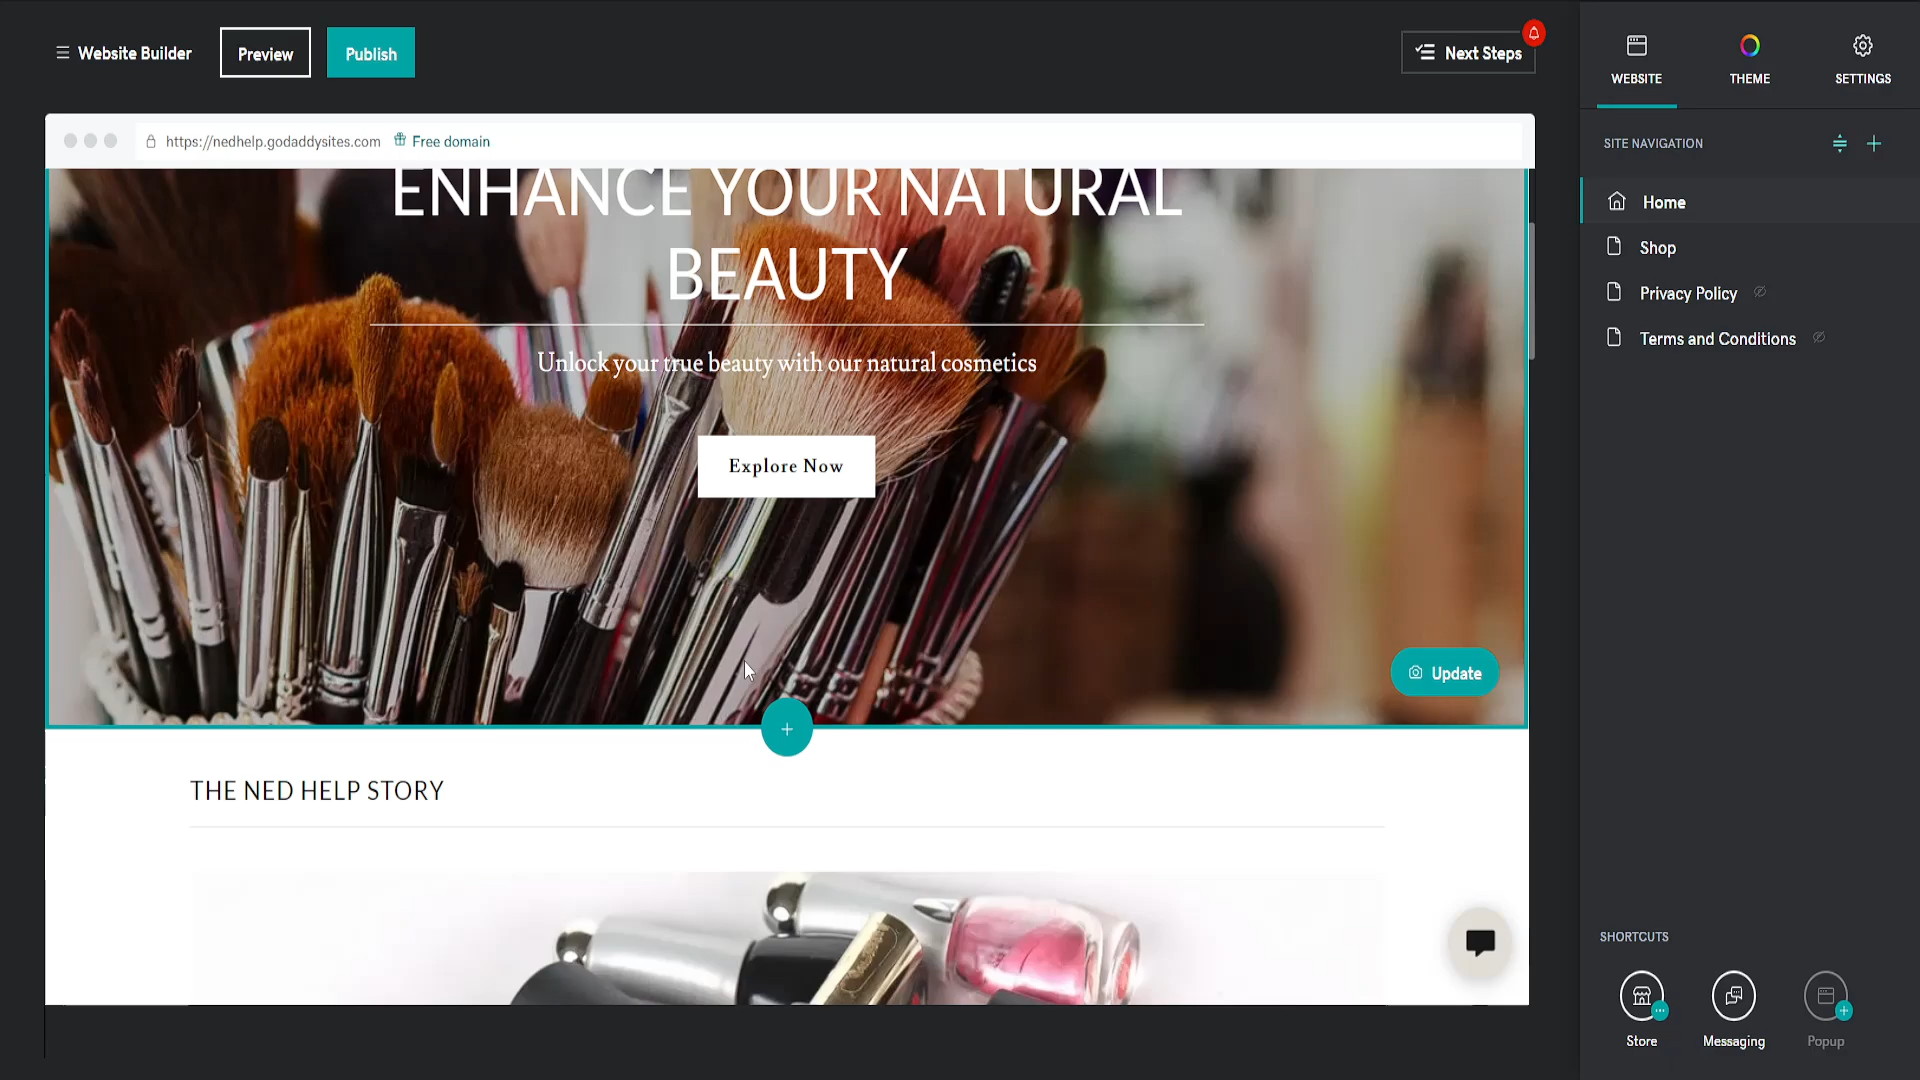 Website Builder
Preview
Publish
Next Steps
WEBSITE
THEME
SETTINGS
https://nedhelp.godaddysites.com
Free domain
SITE NAVIGATION
Home
Shop
Privacy Policy
Terms and Conditions
ENHANCE YOUR NATURAL
BEAUTY
Unlock your true beauty with our natural cosmetics
Explore Now
Update
THE NED HELP STORY
SHORTCUTS
Store
Messaging
Popup